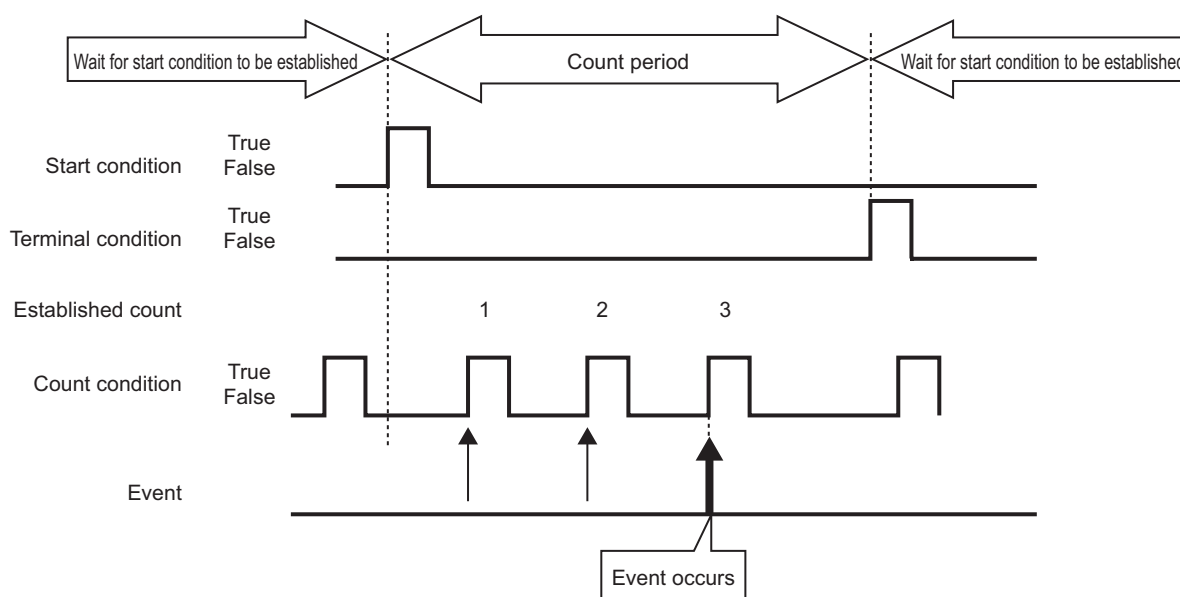 Wait for start condition to be established
Count period
Wait for start condition to be established
Start condition
True
False
Terminal condition
True
False
Established count
1
2
3
Count condition
True
False
Event
Event occurs